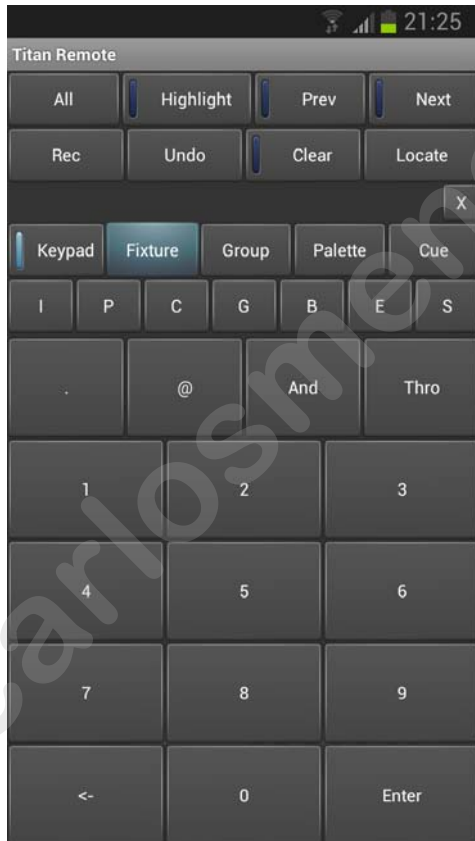 21:25
Titan Remote
All Highlight Prev Next
Rec Undo Clear Locate
X
Keypad Fixture Group Palette Cue
I P C G B E S
. @ And Thro
1 2 3
4 5 6
7 8 9
<- 0 Enter